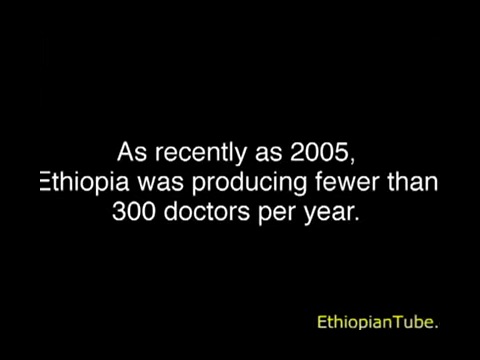 As recently as 2005,
Ethiopia was producing fewer than
300 doctors per year.
EthiopianTube.